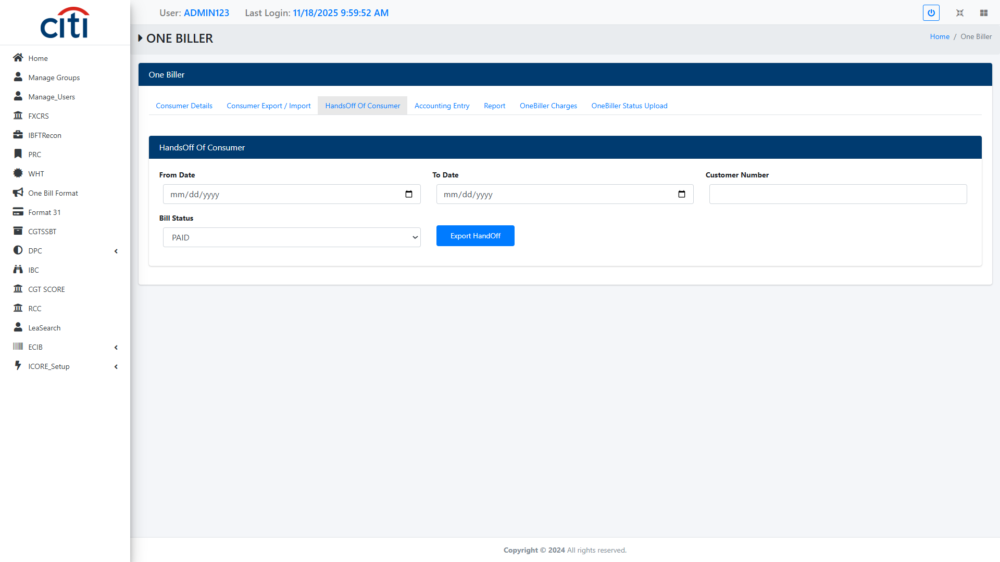 citi
User: ADMIN123 Last Login: 11/18/2025 9:59:52 AM
ONE BILLER
Home / One Biller
Home
Manage Groups
Manage_Users
FXCRS
IBFTRecon
PRC
WHT
One Bill Format
Format 31
CGTSSBT
DPC
IBC
CGT SCORE
RCC
LeaSearch
ECIB
ICORE_Setup
One Biller
Consumer Details Consumer Export / Import HandsOff Of Consumer Accounting Entry Report OneBiller Charges OneBiller Status Upload
HandsOff Of Consumer
From Date To Date Customer Number
mm/dd/yyyy mm/dd/yyyy
Bill Status
PAID Export HandOff
Copyright © 2024 All rights reserved.